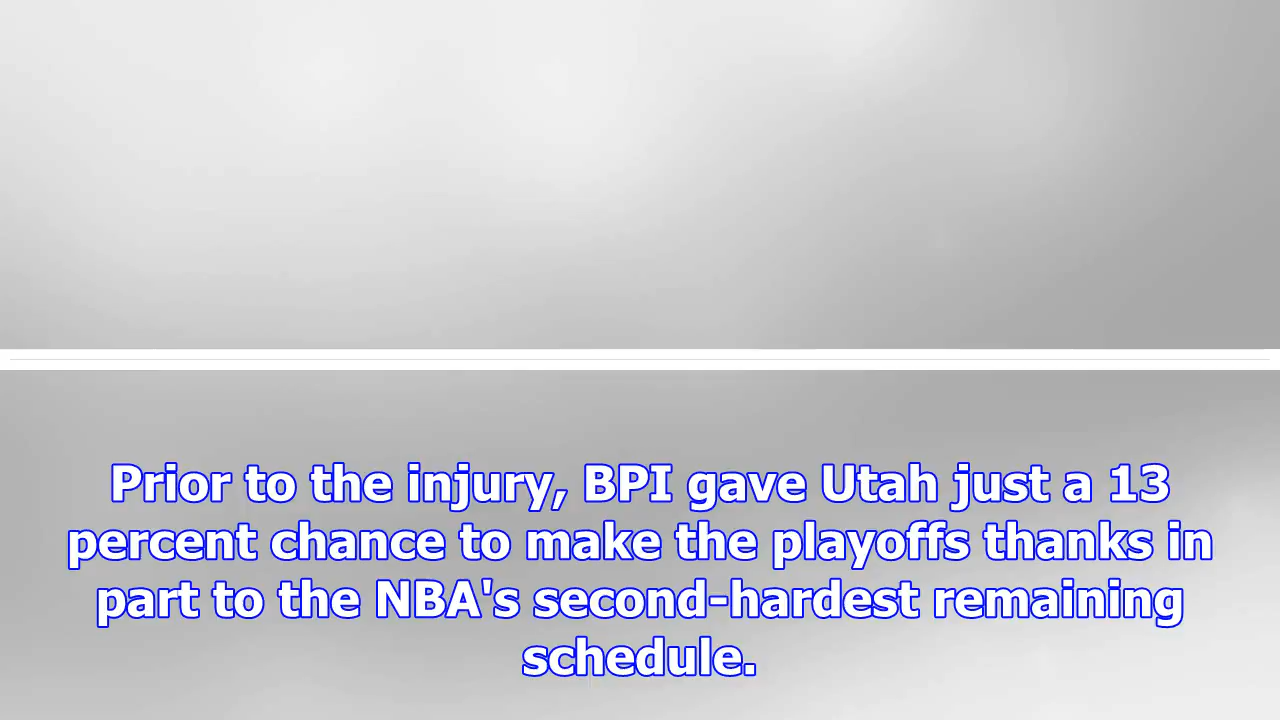 Prior to the injury, BPI gave Utah just a 13
percent chance to make the playoffs thanks in
part to the NBA's second-hardest remaining
schedule.